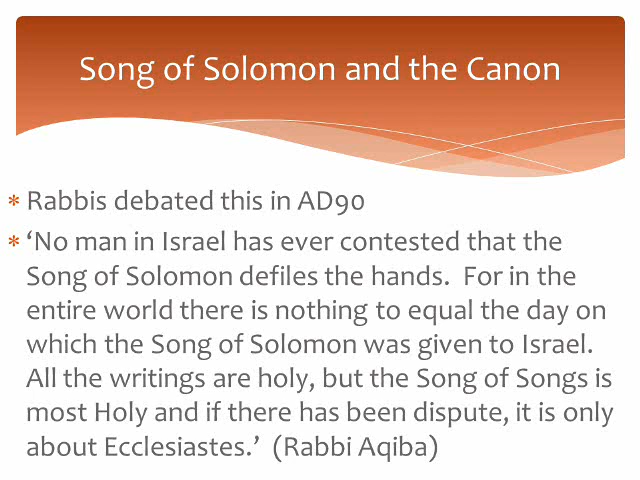 Song of Solomon and the Canon
* Rabbis debated this in AD90
* ‘No man in Israel has ever contested that the
Song of Solomon defiles the hands.  For in the
entire world there is nothing to equal the day on
which the Song of Solomon was given to Israel.
All the writings are holy, but the Song of Songs is
most Holy and if there has been dispute, it is only
about Ecclesiastes.’  (Rabbi Aqiba)